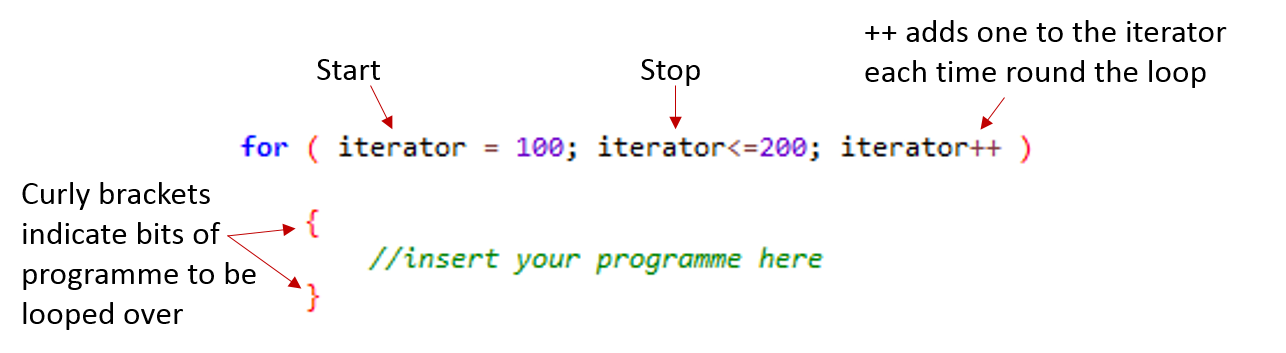 ++ adds one to the iterator
each time round the loop
Start
Stop
for ( iterator = 100; iterator<=200; iterator++ )
Curly brackets
indicate bits of
programme to be
looped over
{
//insert your programme here
}